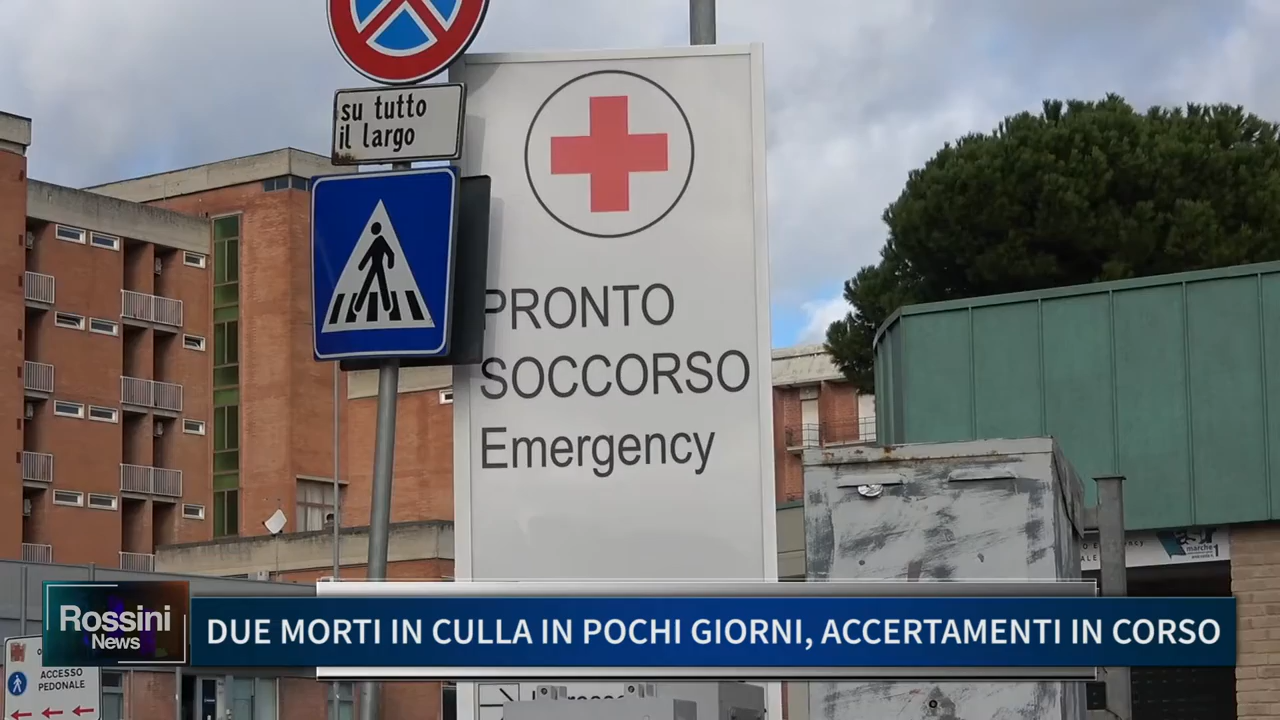 su tutto
il largo
PRONTO
SOCCORSO
Emergency
marche 1
Rossini
News
DUE MORTI IN CULLA IN POCHI GIORNI, ACCERTAMENTI IN CORSO
ACCESSO
PEDONALE